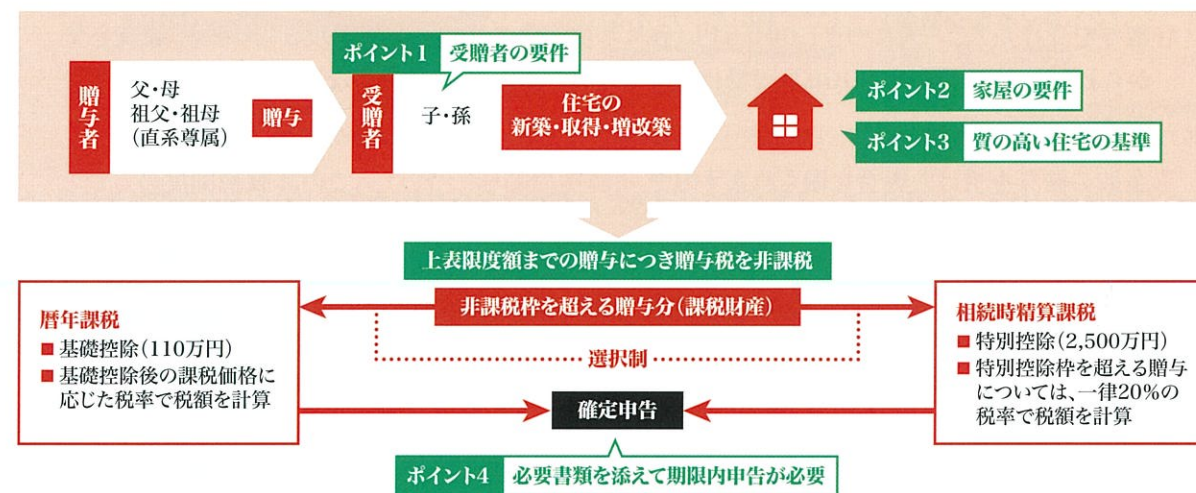 ポイント1 受贈者の要件
贈与者
父・母
祖父・祖母
(直系尊属)
贈与
受贈者
子・孫
住宅の
新築・取得・増改築
ポイント2 家屋の要件
ポイント3 質の高い住宅の基準
上表限度額までの贈与につき贈与税を非課税
非課税枠を超える贈与分(課税財産)
選択制
暦年課税
■ 基礎控除(110万円)
■ 基礎控除後の課税価格に
応じた税率で税額を計算
相続時精算課税
■ 特別控除(2,500万円)
■ 特別控除枠を超える贈与
については、一律20%の
税率で税額を計算
確定申告
ポイント4 必要書類を添えて期限内申告が必要